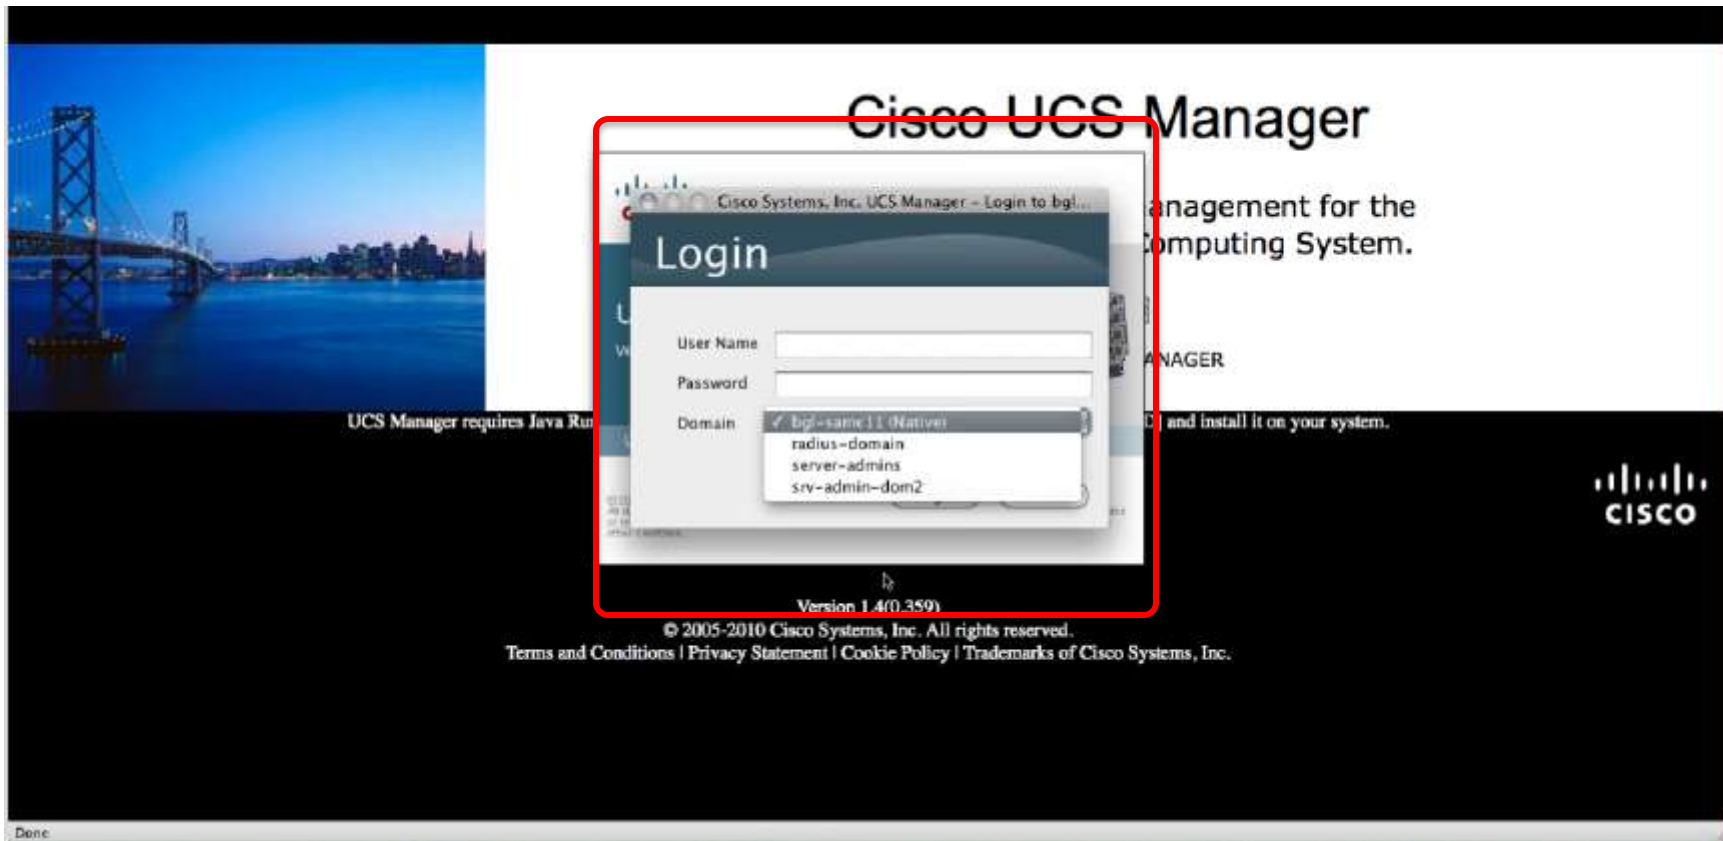 Cisco UCS Manager
Cisco Systems, Inc. UCS Manager - Login to bgl...
anagement for the
Login
omputing System.
User Name
ANAGER
Password
UCS Manager requires Java Run
and install it on your system.
Domain
✓ bgl-samc11 (Native)
radius-domain
server-admins
srv-admin-dom2
CISCO
Version 1.4(0.359)
© 2005-2010 Cisco Systems, Inc. All rights reserved.
Terms and Conditions | Privacy Statement | Cookie Policy | Trademarks of Cisco Systems, Inc.
Done